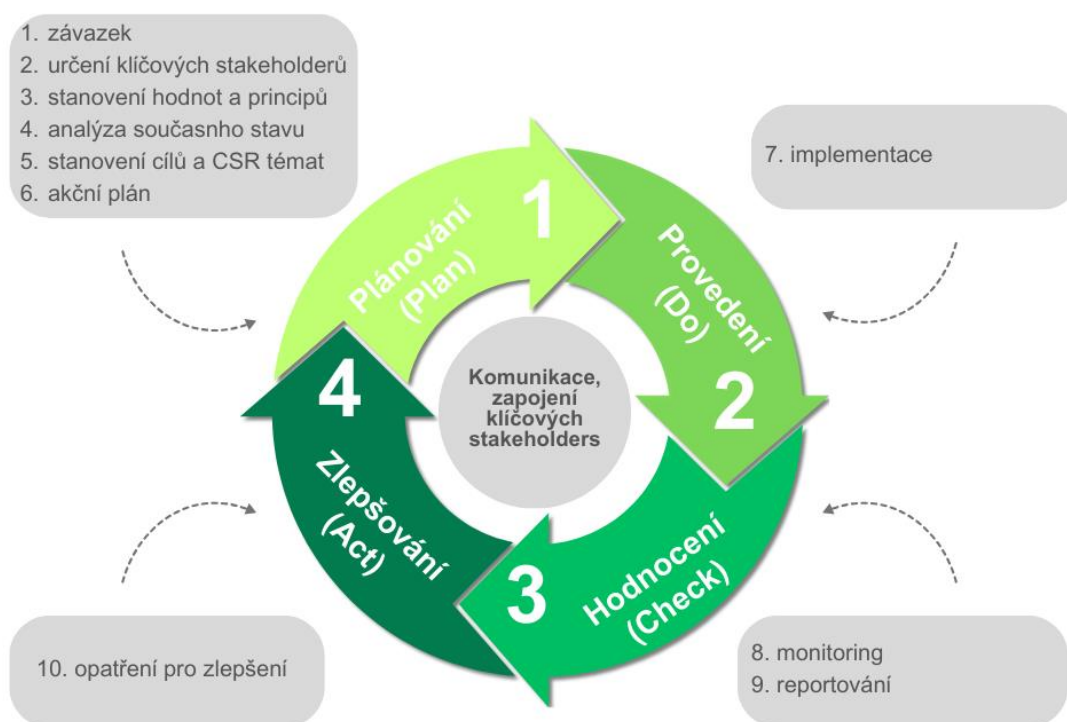 1. závazek
2. určení klíčových stakeholderů
3. stanovení hodnot a principů
4. analýza současnho stavu
5. stanovení cílů a CSR témat
6. akční plán
7. implementace
1
Plánování
(Plan)
Provedení
(Do)
2
4
Komunikace,
zapojení
klíčových
stakeholders
Zlepšování
(Act)
3
Hodnocení
(Check)
10. opatření pro zlepšení
8. monitoring
9. reportování